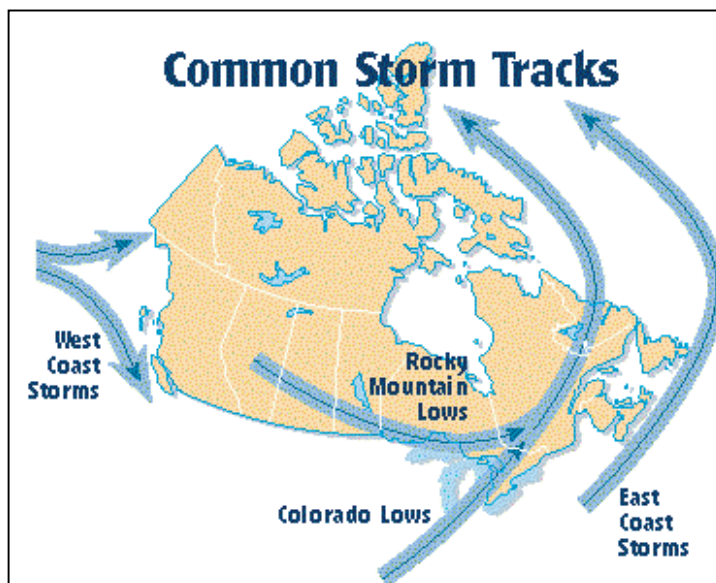 Common Storm Tracks
West
Coast
Storms
Rocky
Mountain
Lows
Colorado Lows
East
Coast
Storms